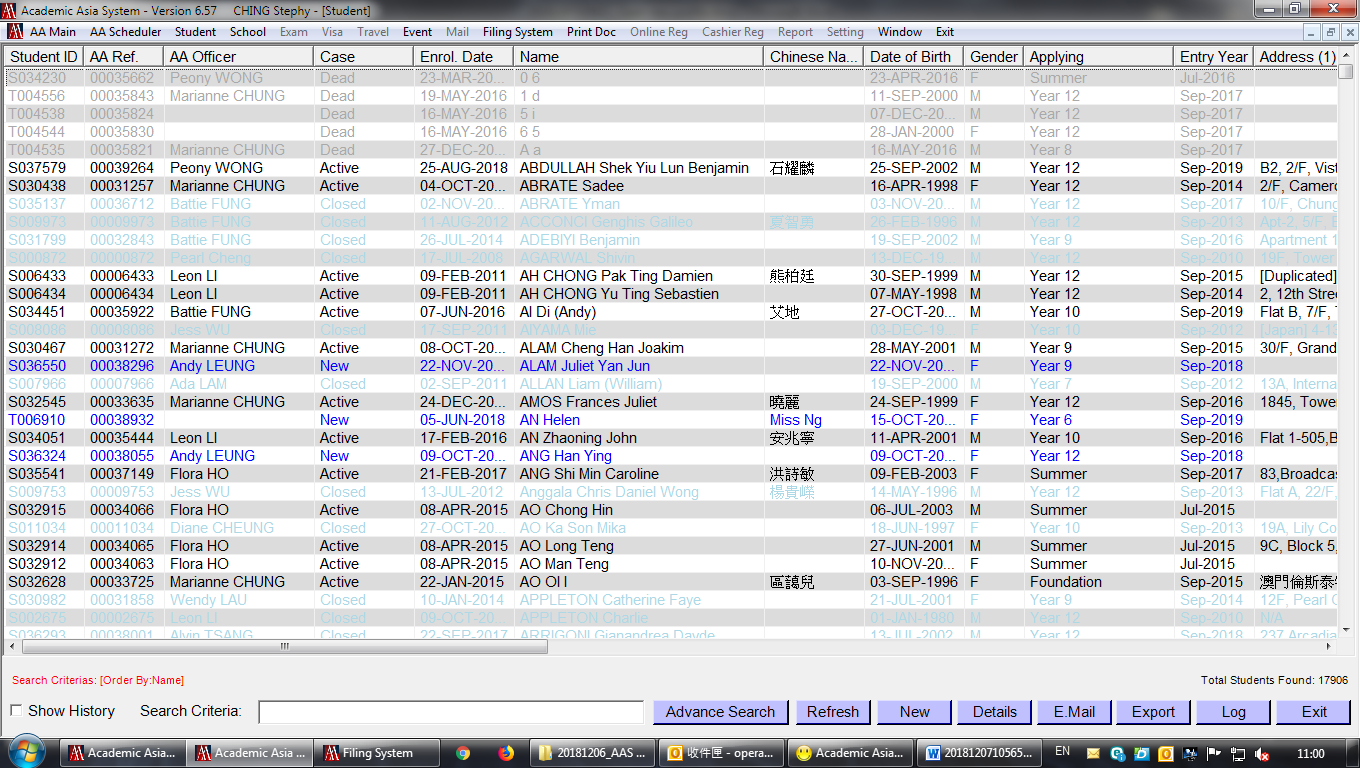 Academic Asia System - Version 6.57 CHING Stephy - [Student]
AA Main AA Scheduler Student School Exam Visa Travel Event Mail Filing System Print Doc Online Reg Cashier Reg Report Setting Window Exit
Student ID AA Ref. AA Officer Case Enrol. Date Name Chinese Na... Date of Birth Gender Applying Entry Year Address (1)
S034230 00035662 Peony WONG Dead 23-MAR-20... 0 6 23-APR-2016 F Summer Jul-2016
T004556 00035843 Marianne CHUNG Dead 19-MAY-2016 1 d 11-SEP-2000 M Year 12 Sep-2017
T004538 00035824 Dead 16-MAY-2016 5 i 07-DEC-20... M Year 12 Sep-2017
T004544 00035830 Dead 16-MAY-2016 6 5 28-JAN-2000 F Year 12 Sep-2017
T004535 00035821 Marianne CHUNG Dead 27-DEC-20... A a 16-MAY-2016 M Year 8 Sep-2017
S037579 00039264 Peony WONG Active 25-AUG-2018 ABDULLAH Shek Yiu Lun Benjamin 石耀麟 25-SEP-2002 M Year 12 Sep-2019 B2, 2/F, Vist
S030438 00031257 Marianne CHUNG Active 04-OCT-20... ABRATE Sadee 16-APR-1998 F Year 12 Sep-2014 2/F, Camero
S035137 00036712 Battie FUNG Closed 02-NOV-20... ABRATE Yman 03-NOV-20... M Year 12 Sep-2017 10/F, Chung
S009973 00009973 Battie FUNG Closed 11-AUG-2012 ACCONCI Genghis Galileo 夏智勇 26-FEB-1996 M Year 12 Sep-2013 Apt-2, 5/F,
S031799 00032843 Battie FUNG Closed 26-JUL-2014 ADEBIYI Benjamin 19-SEP-2002 M Year 9 Sep-2016 Apartment 1
S000872 00000872 Pearl Cheng Closed 17-JUL-2008 AGARWAL Shivin 13-DEC-19... M Year 12 Sep-2010 19F, Tower
S006433 00006433 Leon LI Active 09-FEB-2011 AH CHONG Pak Ting Damien 熊柏廷 30-SEP-1999 M Year 12 Sep-2015 [Duplicated]
S006434 00006434 Leon LI Active 09-FEB-2011 AH CHONG Yu Ting Sebastien 07-MAY-1998 M Year 12 Sep-2014 2, 12th Stree
S034451 00035922 Battie FUNG Active 07-JUN-2016 AI Di (Andy) 艾地 27-OCT-20... M Year 10 Sep-2019 Flat B, 7/F,
S008086 00008086 Jess WU Closed 17-SEP-2011 AIYAMA Mie 03-DEC-19... F Year 10 Sep-2012 [Japan] 4-12
S030467 00031272 Marianne CHUNG Active 08-OCT-20... ALAM Cheng Han Joakim 28-MAY-2001 M Year 9 Sep-2015 30/F, Grand
S036550 00038296 Andy LEUNG New 22-NOV-20... ALAM Juliet Yan Jun 22-NOV-20... F Year 9 Sep-2018
S007966 00007966 Ada LAM Closed 02-SEP-2011 ALLAN Liam (William) 19-SEP-2000 M Year 7 Sep-2012 13A, Interna
S032545 00033635 Marianne CHUNG Active 24-DEC-20... AMOS Frances Juliet 曉麗 24-SEP-1999 F Year 12 Sep-2016 1845, Tower
T006910 00038932 New 05-JUN-2018 AN Helen Miss Ng 15-OCT-20... F Year 6 Sep-2019
S034051 00035444 Leon LI Active 17-FEB-2016 AN Zhaoning John 安兆寧 11-APR-2001 M Year 10 Sep-2016 Flat 1-505,B
S036324 00038055 Andy LEUNG New 09-OCT-20... ANG Han Ying 09-OCT-20... F Year 12 Sep-2018
S035541 00037149 Flora HO Active 21-FEB-2017 ANG Shi Min Caroline 洪詩敏 09-FEB-2003 F Summer Sep-2017 83,Broadcas
S009753 00009753 Jess WU Closed 13-JUL-2012 Anggala Chris Daniel Wong 楊貴嶸 14-MAY-1996 M Year 12 Sep-2013 Flat A, 22/F,
S032915 00034066 Flora HO Active 08-APR-2015 AO Chong Hin 06-JUL-2003 M Summer Jul-2015
S011034 00011034 Diane CHEUNG Closed 27-OCT-20... AO Ka Son Mika 18-JUN-1997 F Year 10 Sep-2013 19A, Lily Co
S032914 00034065 Flora HO Active 08-APR-2015 AO Long Teng 27-JUN-2001 M Summer Jul-2015 9C, Block 5,
S032912 00034063 Flora HO Active 08-APR-2015 AO Man Teng 10-NOV-20... F Summer Jul-2015
S032628 00033725 Marianne CHUNG Active 22-JAN-2015 AO OI I 區藹兒 03-SEP-1996 F Foundation Sep-2015 澳門倫斯泰
S030982 00031858 Wendy LAU Closed 10-JAN-2014 APPLETON Catherine Faye 21-JUL-2001 F Year 9 Sep-2014 12F, Pearl
S002675 00002675 Leon LI Closed 09-OCT-20... APPLETON Charlie 01-JAN-1980 M Year 12 Sep-2010 N/A
S036293 00038001 Alvin TSANG Closed 22-SEP-2017 ARRIGONI Gianandrea Davde 13-JUL-2002 M Year 12 Sep-2018 237 Arcadia
Search Criterias: [Order By:Name] Total Students Found: 17906
Show History Search Criteria: Advance Search Refresh New Details E.Mail Export Log Exit
Academic Asia... Academic Asia ... Filing System 20181206_AAS ... 收件匣 - opera... Academic Asia... 2018120710565... EN 11:00